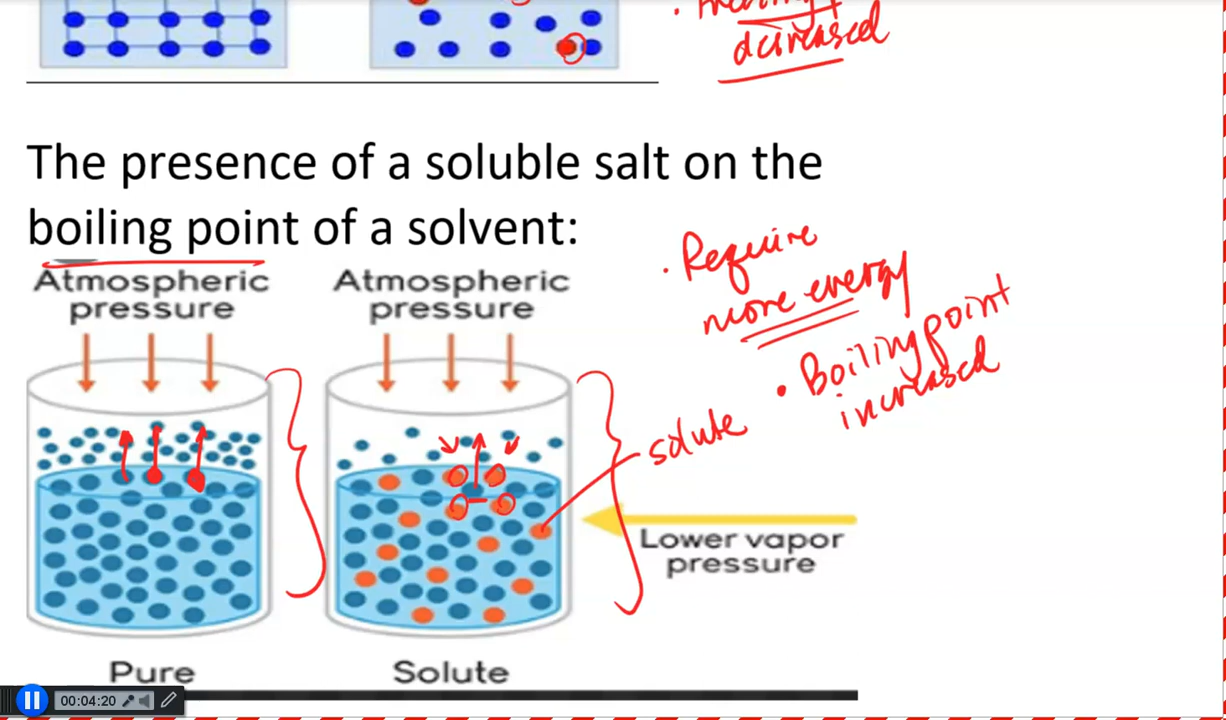 decreased
The presence of a soluble salt on the
boiling point of a solvent:
Atmospheric
pressure
Atmospheric
pressure
• Require
more energy
• Boiling point
increased
solute
Lower vapor
pressure
Pure
Solute
00:04:20